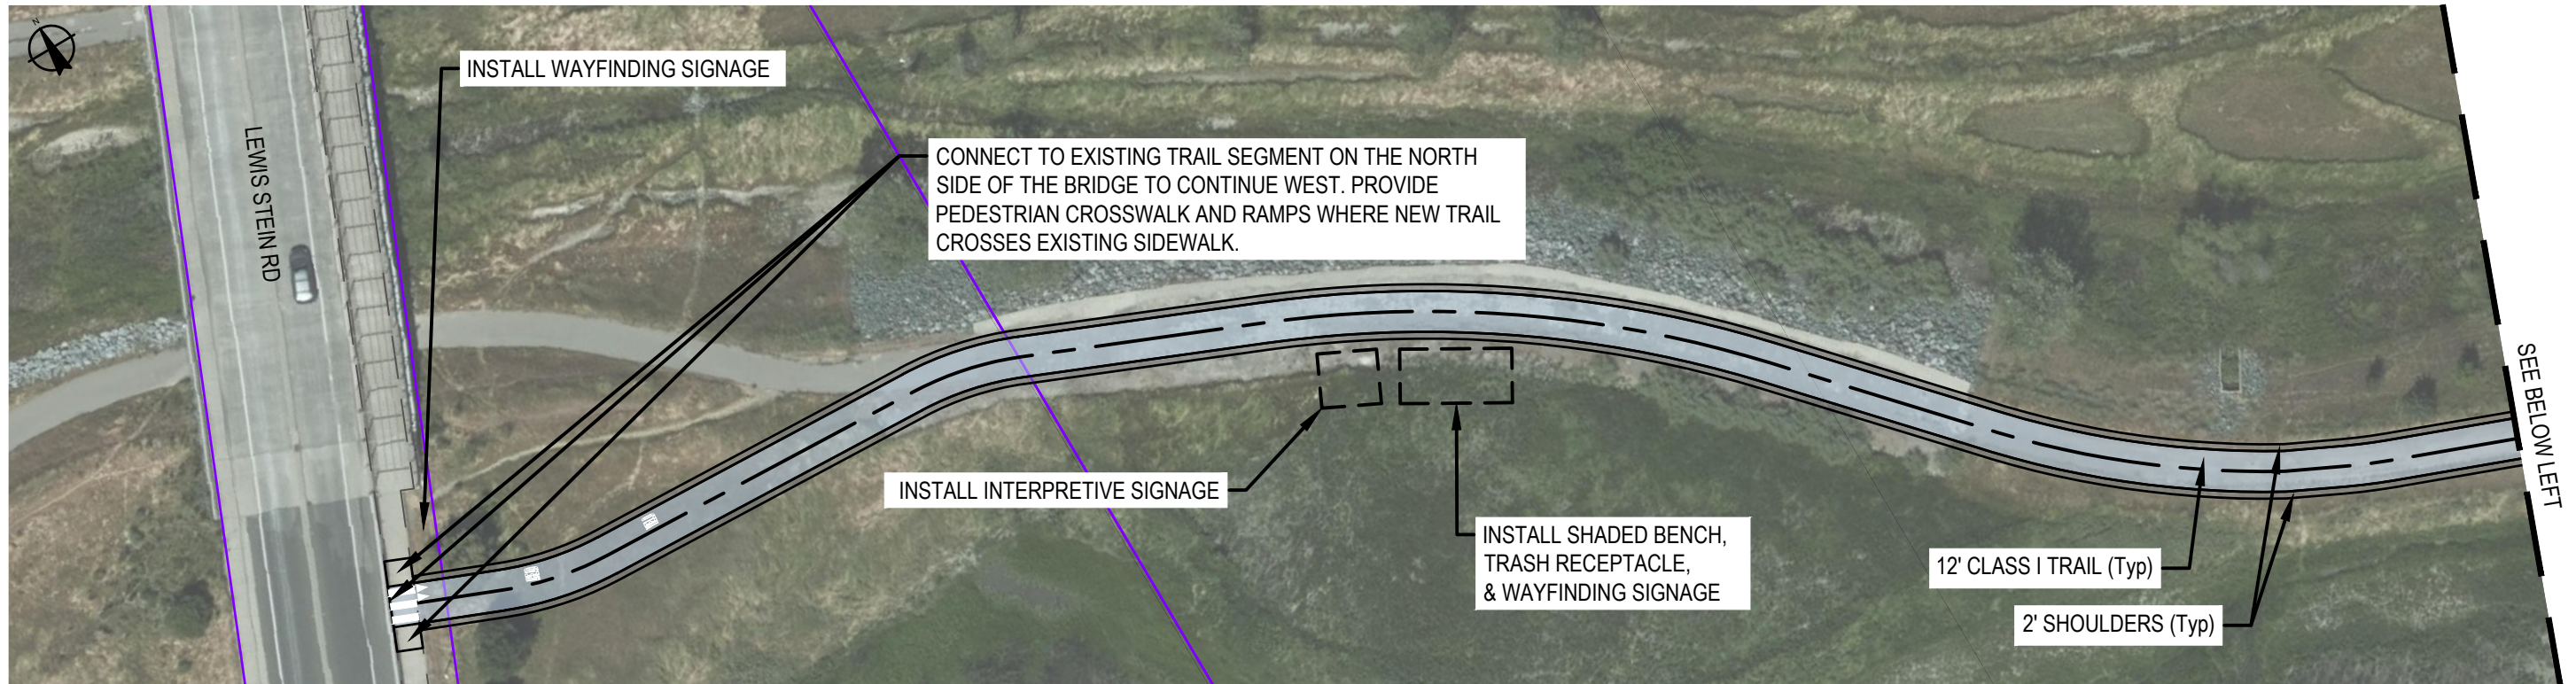 N
INSTALL WAYFINDING SIGNAGE
LEWIS STEIN RD
CONNECT TO EXISTING TRAIL SEGMENT ON THE NORTH
SIDE OF THE BRIDGE TO CONTINUE WEST. PROVIDE
PEDESTRIAN CROSSWALK AND RAMPS WHERE NEW TRAIL
CROSSES EXISTING SIDEWALK.
SEE BELOW LEFT
INSTALL INTERPRETIVE SIGNAGE
INSTALL SHADED BENCH,
TRASH RECEPTACLE,
& WAYFINDING SIGNAGE
12' CLASS I TRAIL (Typ)
2' SHOULDERS (Typ)